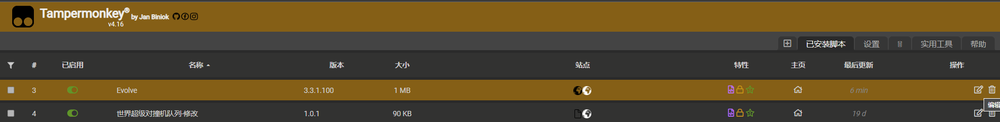 Tampermonkey® by Jan Biniok
v4.16
已安装脚本 设置 实用工具 帮助
# 已启用 名称 版本 大小 站点 特性 主页 最后更新 操作
3 Evolve 3.3.1.100 1 MB 6 min
编辑
4 世界超级对撞机队列-修改 1.0.1 90 KB 19 d